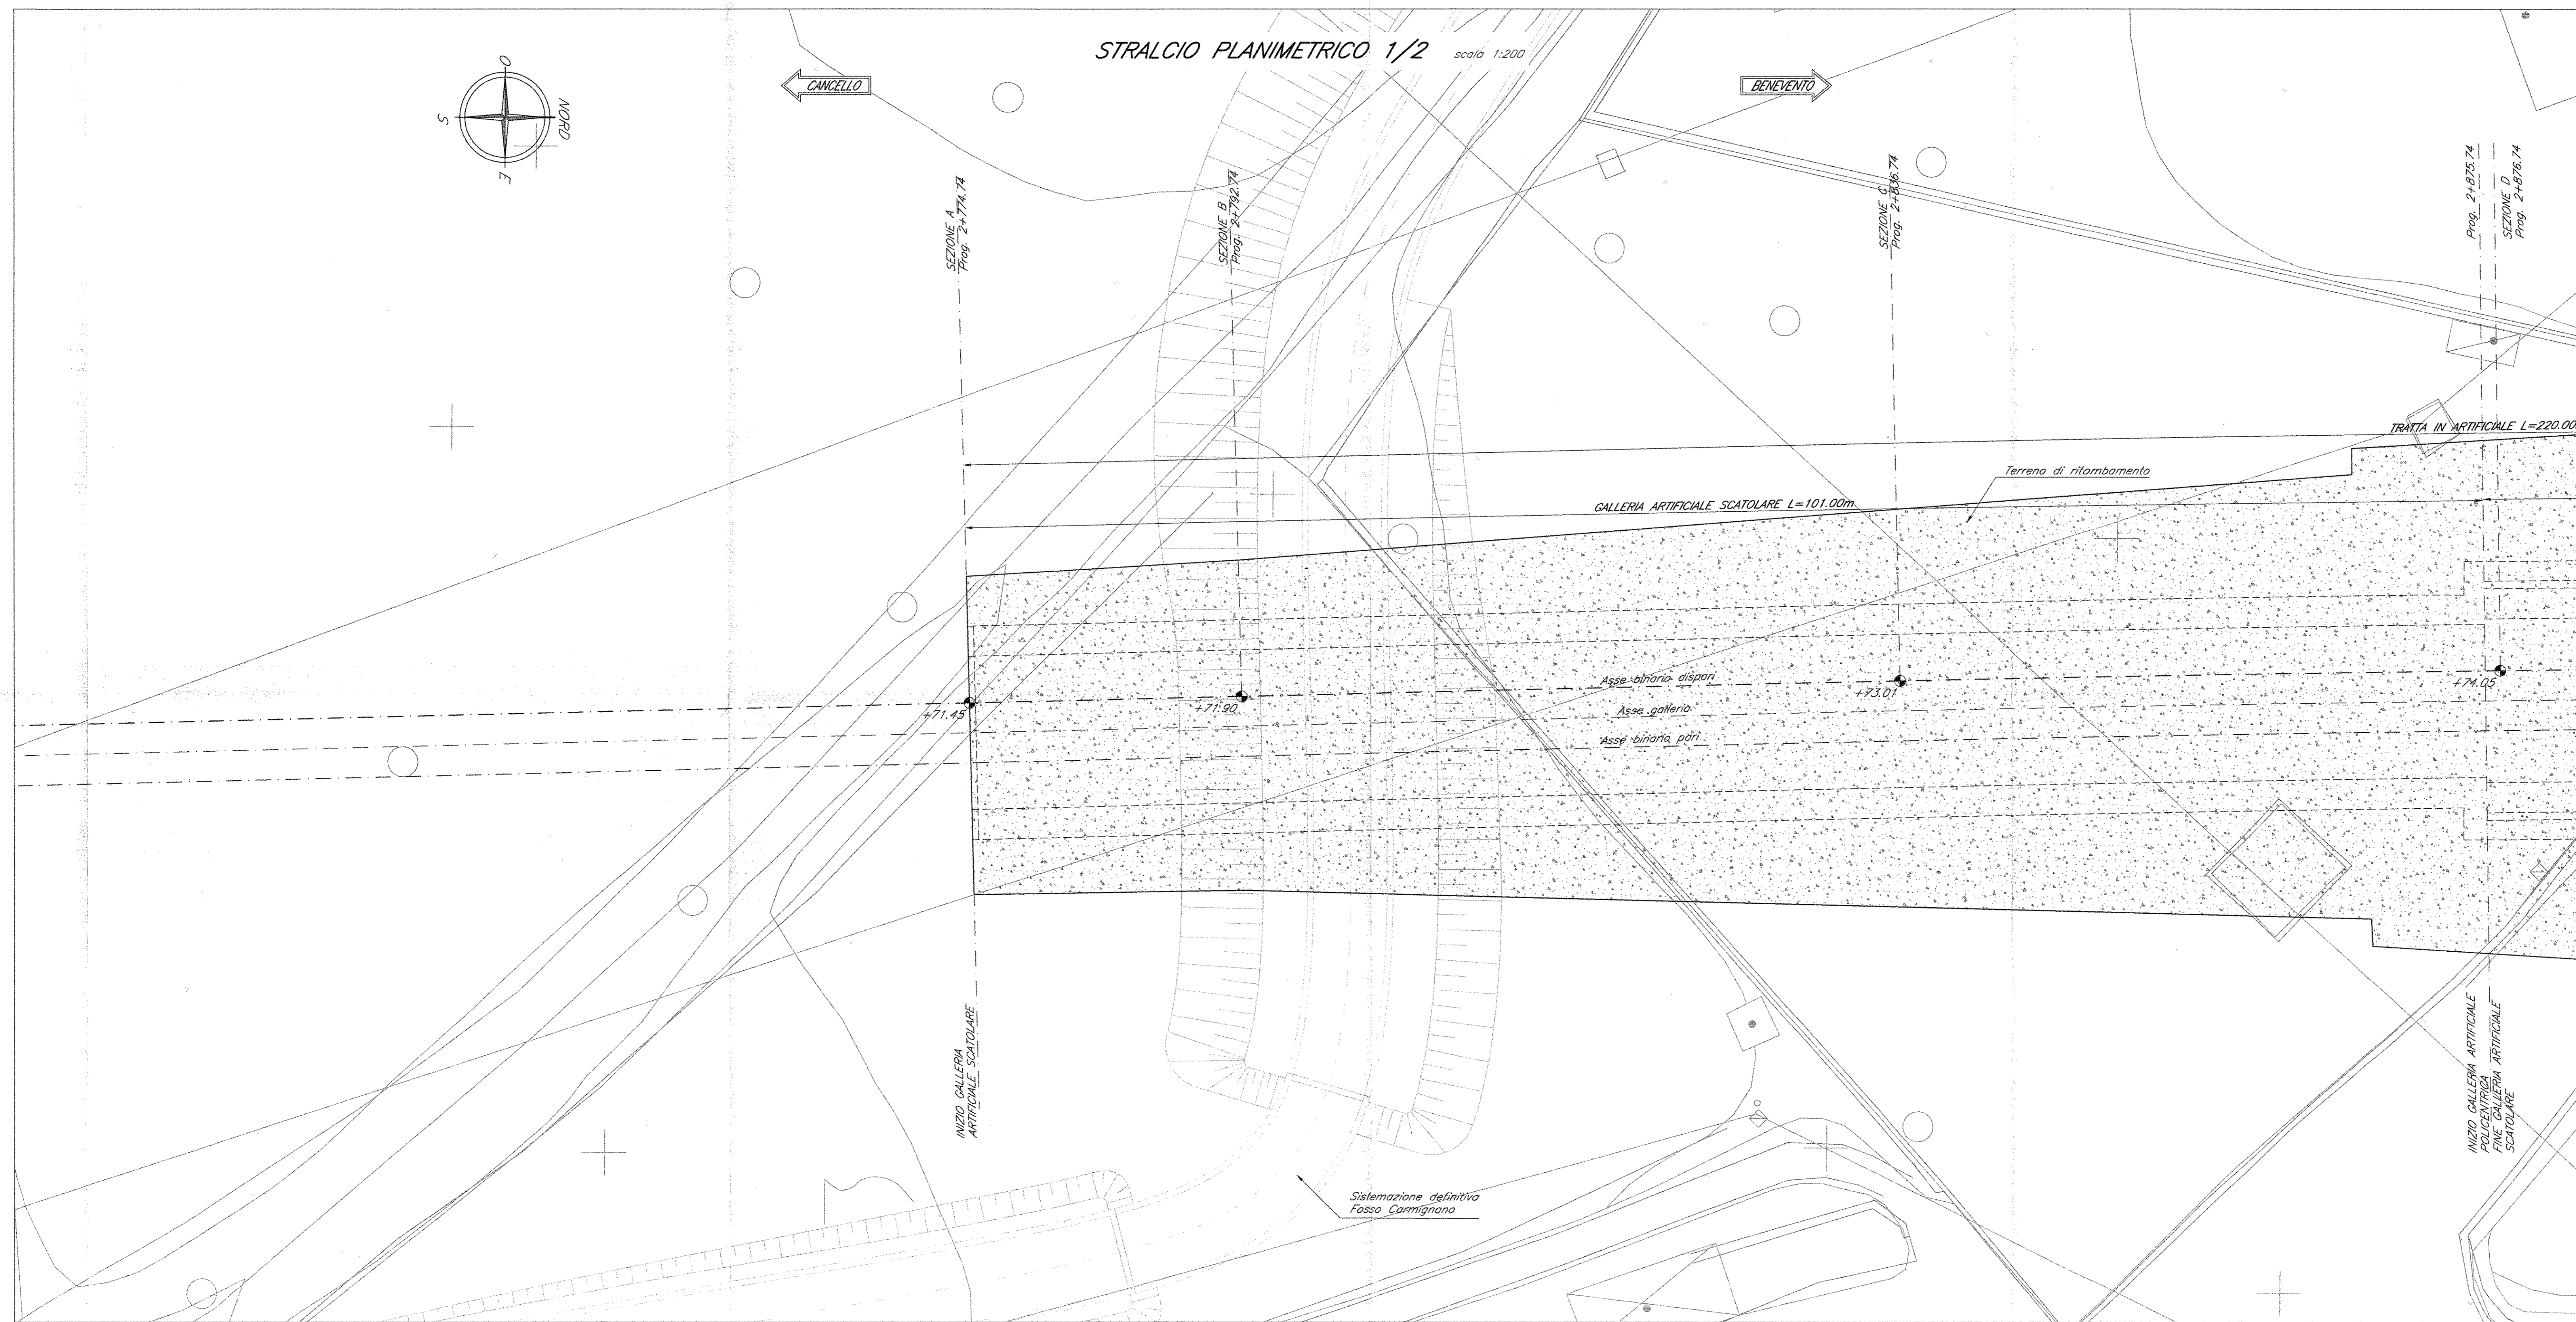 STRALCIO PLANIMETRICO 1/2 scala 1:200
CANCELLO
BENEVENTO
O
NORD
S
E
SEZIONE A
Prog. 2+774.74
SEZIONE B
Prog. 2+792.74
SEZIONE C
Prog. 2+836.74
Prog. 2+875.74
SEZIONE D
Prog. 2+876.74
TRATTA IN ARTIFICIALE L=220.00
Terreno di ritombamento
GALLERIA ARTIFICIALE SCATOLARE L=101.00m
Asse binario dispari
Asse galleria
Asse binario pari
+71.45
+71.90
+73.01
+74.05
INIZIO GALLERIA
ARTIFICIALE SCATOLARE
INIZIO GALLERIA ARTIFICIALE
POLICENTRICA
FINE GALLERIA ARTIFICIALE
SCATOLARE
Sistemazione definitiva
Fosso Carmignano